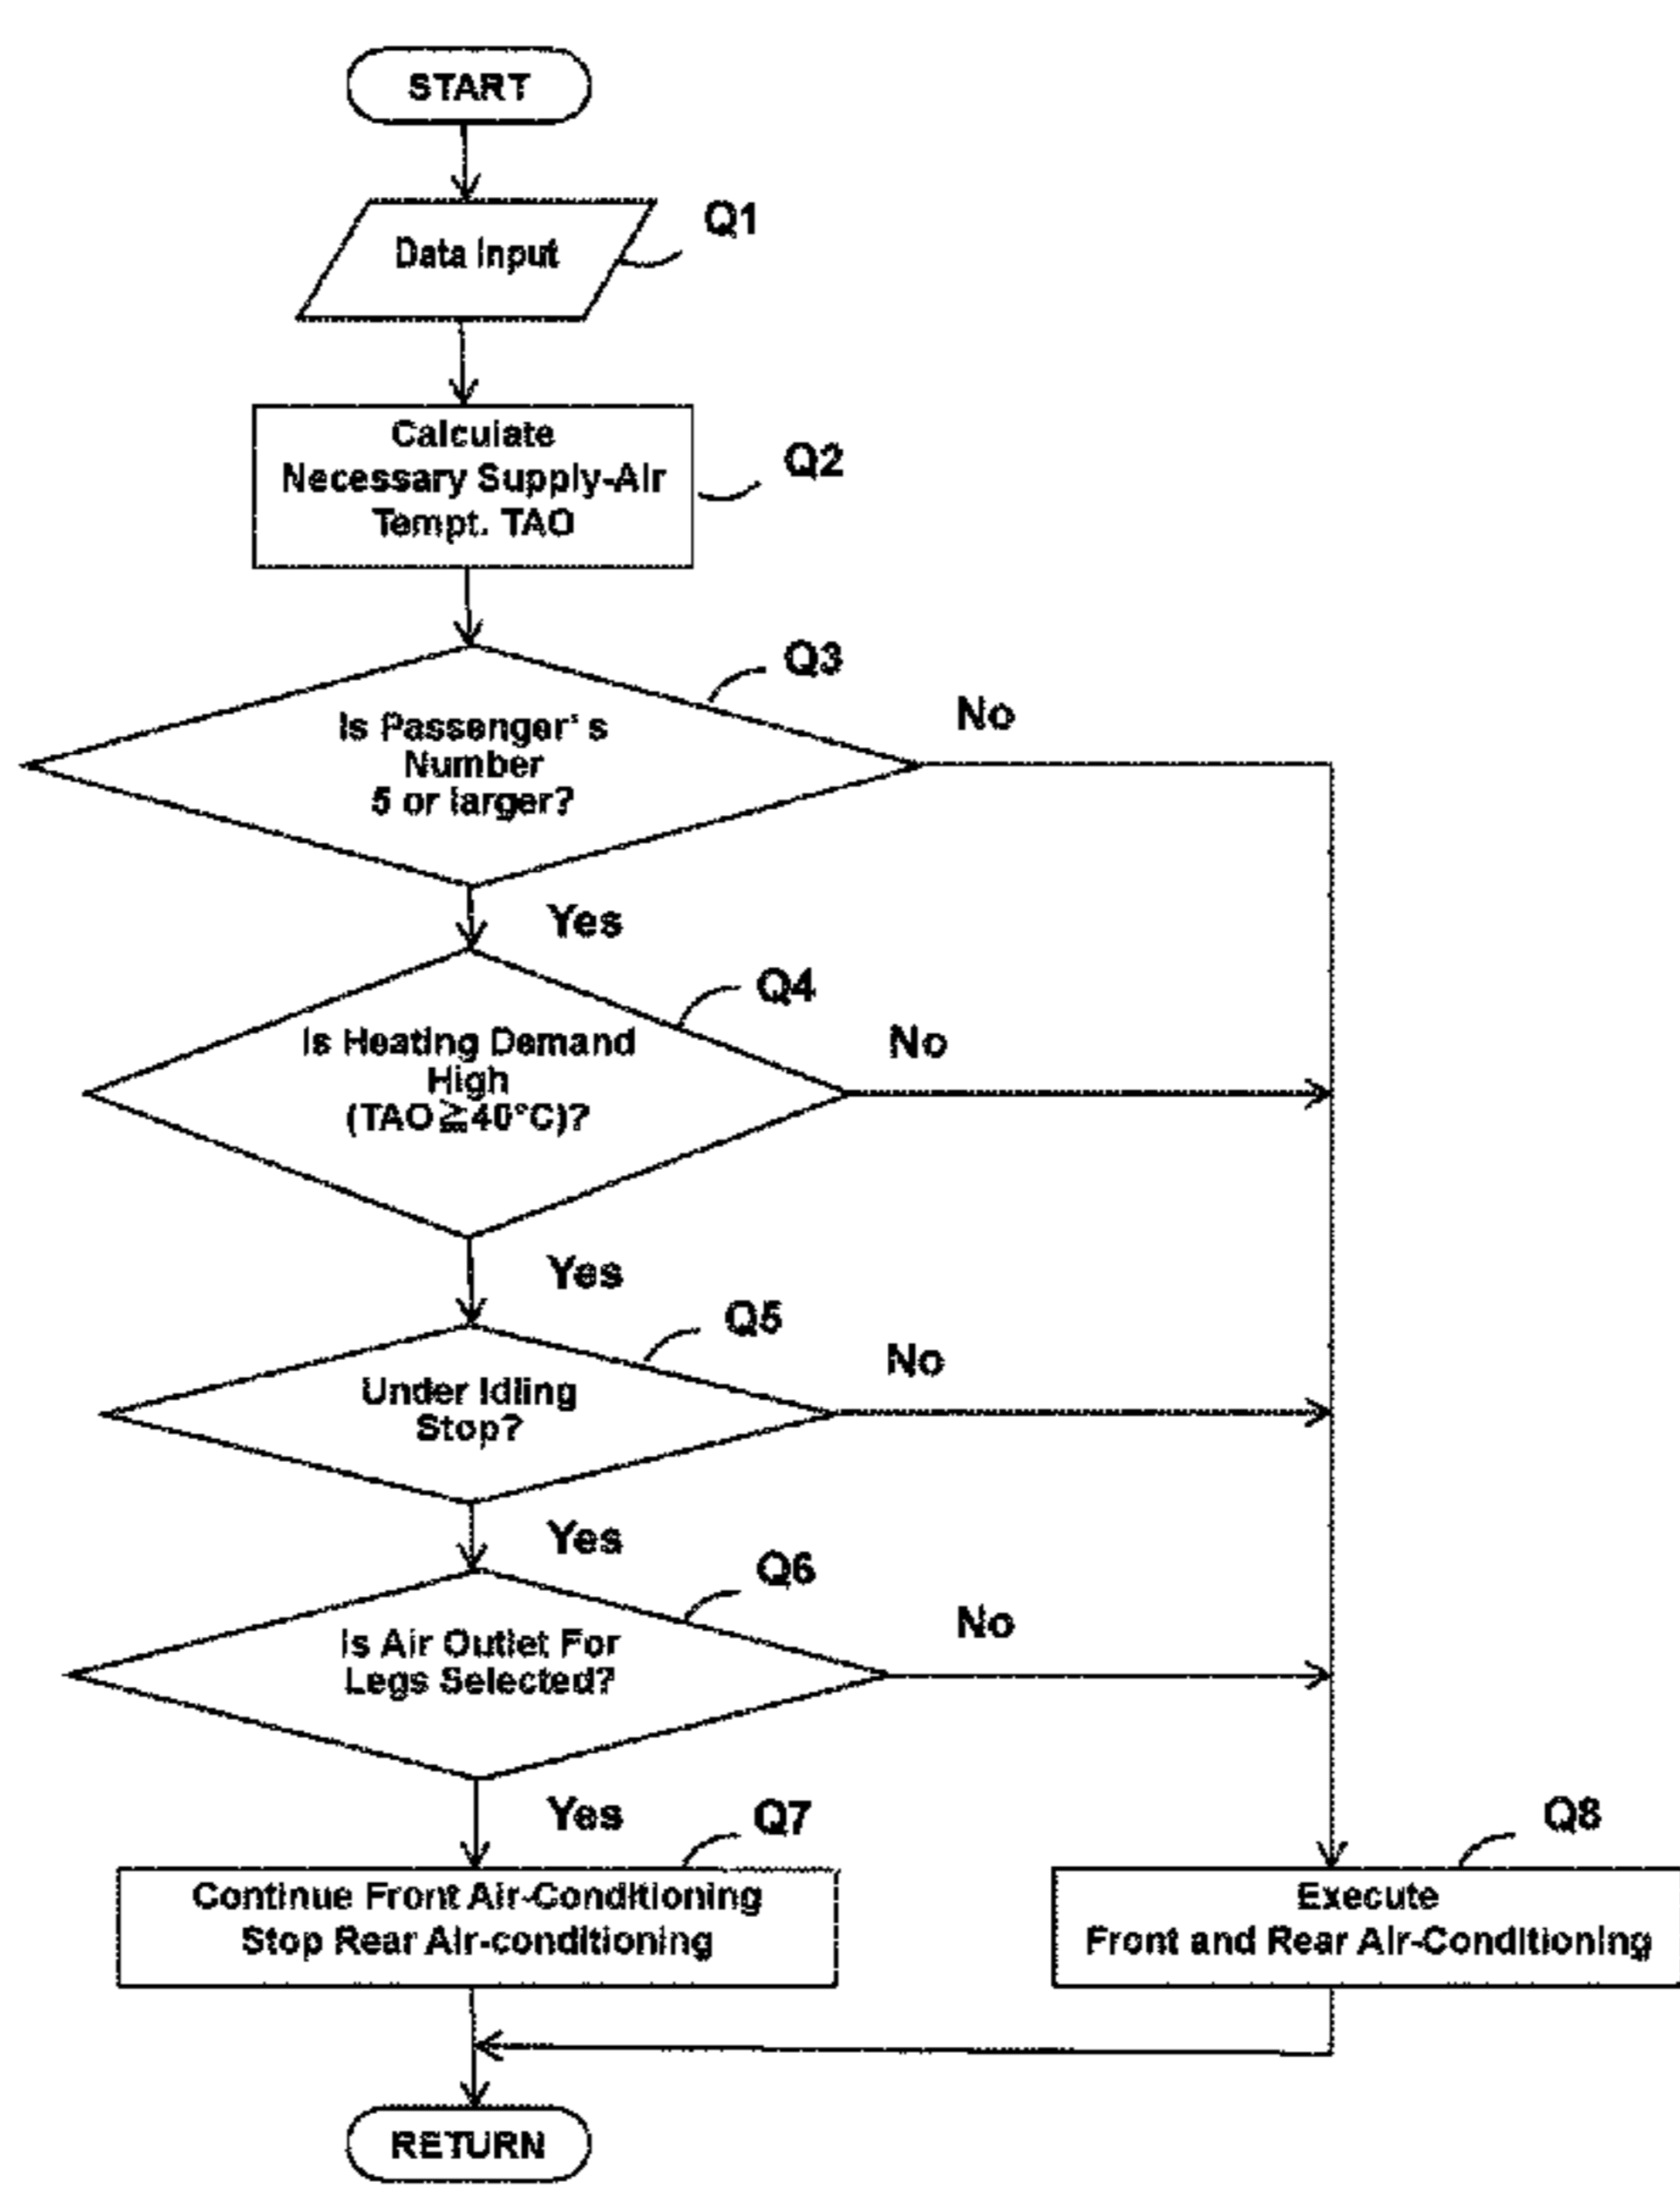 START
Data Input
Q1
Calculate
Necessary Supply-Air
Tempt. TAO
Q2
Q3
Is Passenger's
Number
5 or larger?
No
Yes
Q4
Is Heating Demand
High
(TAO≧40°C)?
No
Yes
Q5
Under Idling
Stop?
No
Yes
Q6
Is Air Outlet For
Legs Selected?
No
Yes
Q7
Continue Front Air-Conditioning
Stop Rear Air-conditioning
Q8
Execute
Front and Rear Air-Conditioning
RETURN